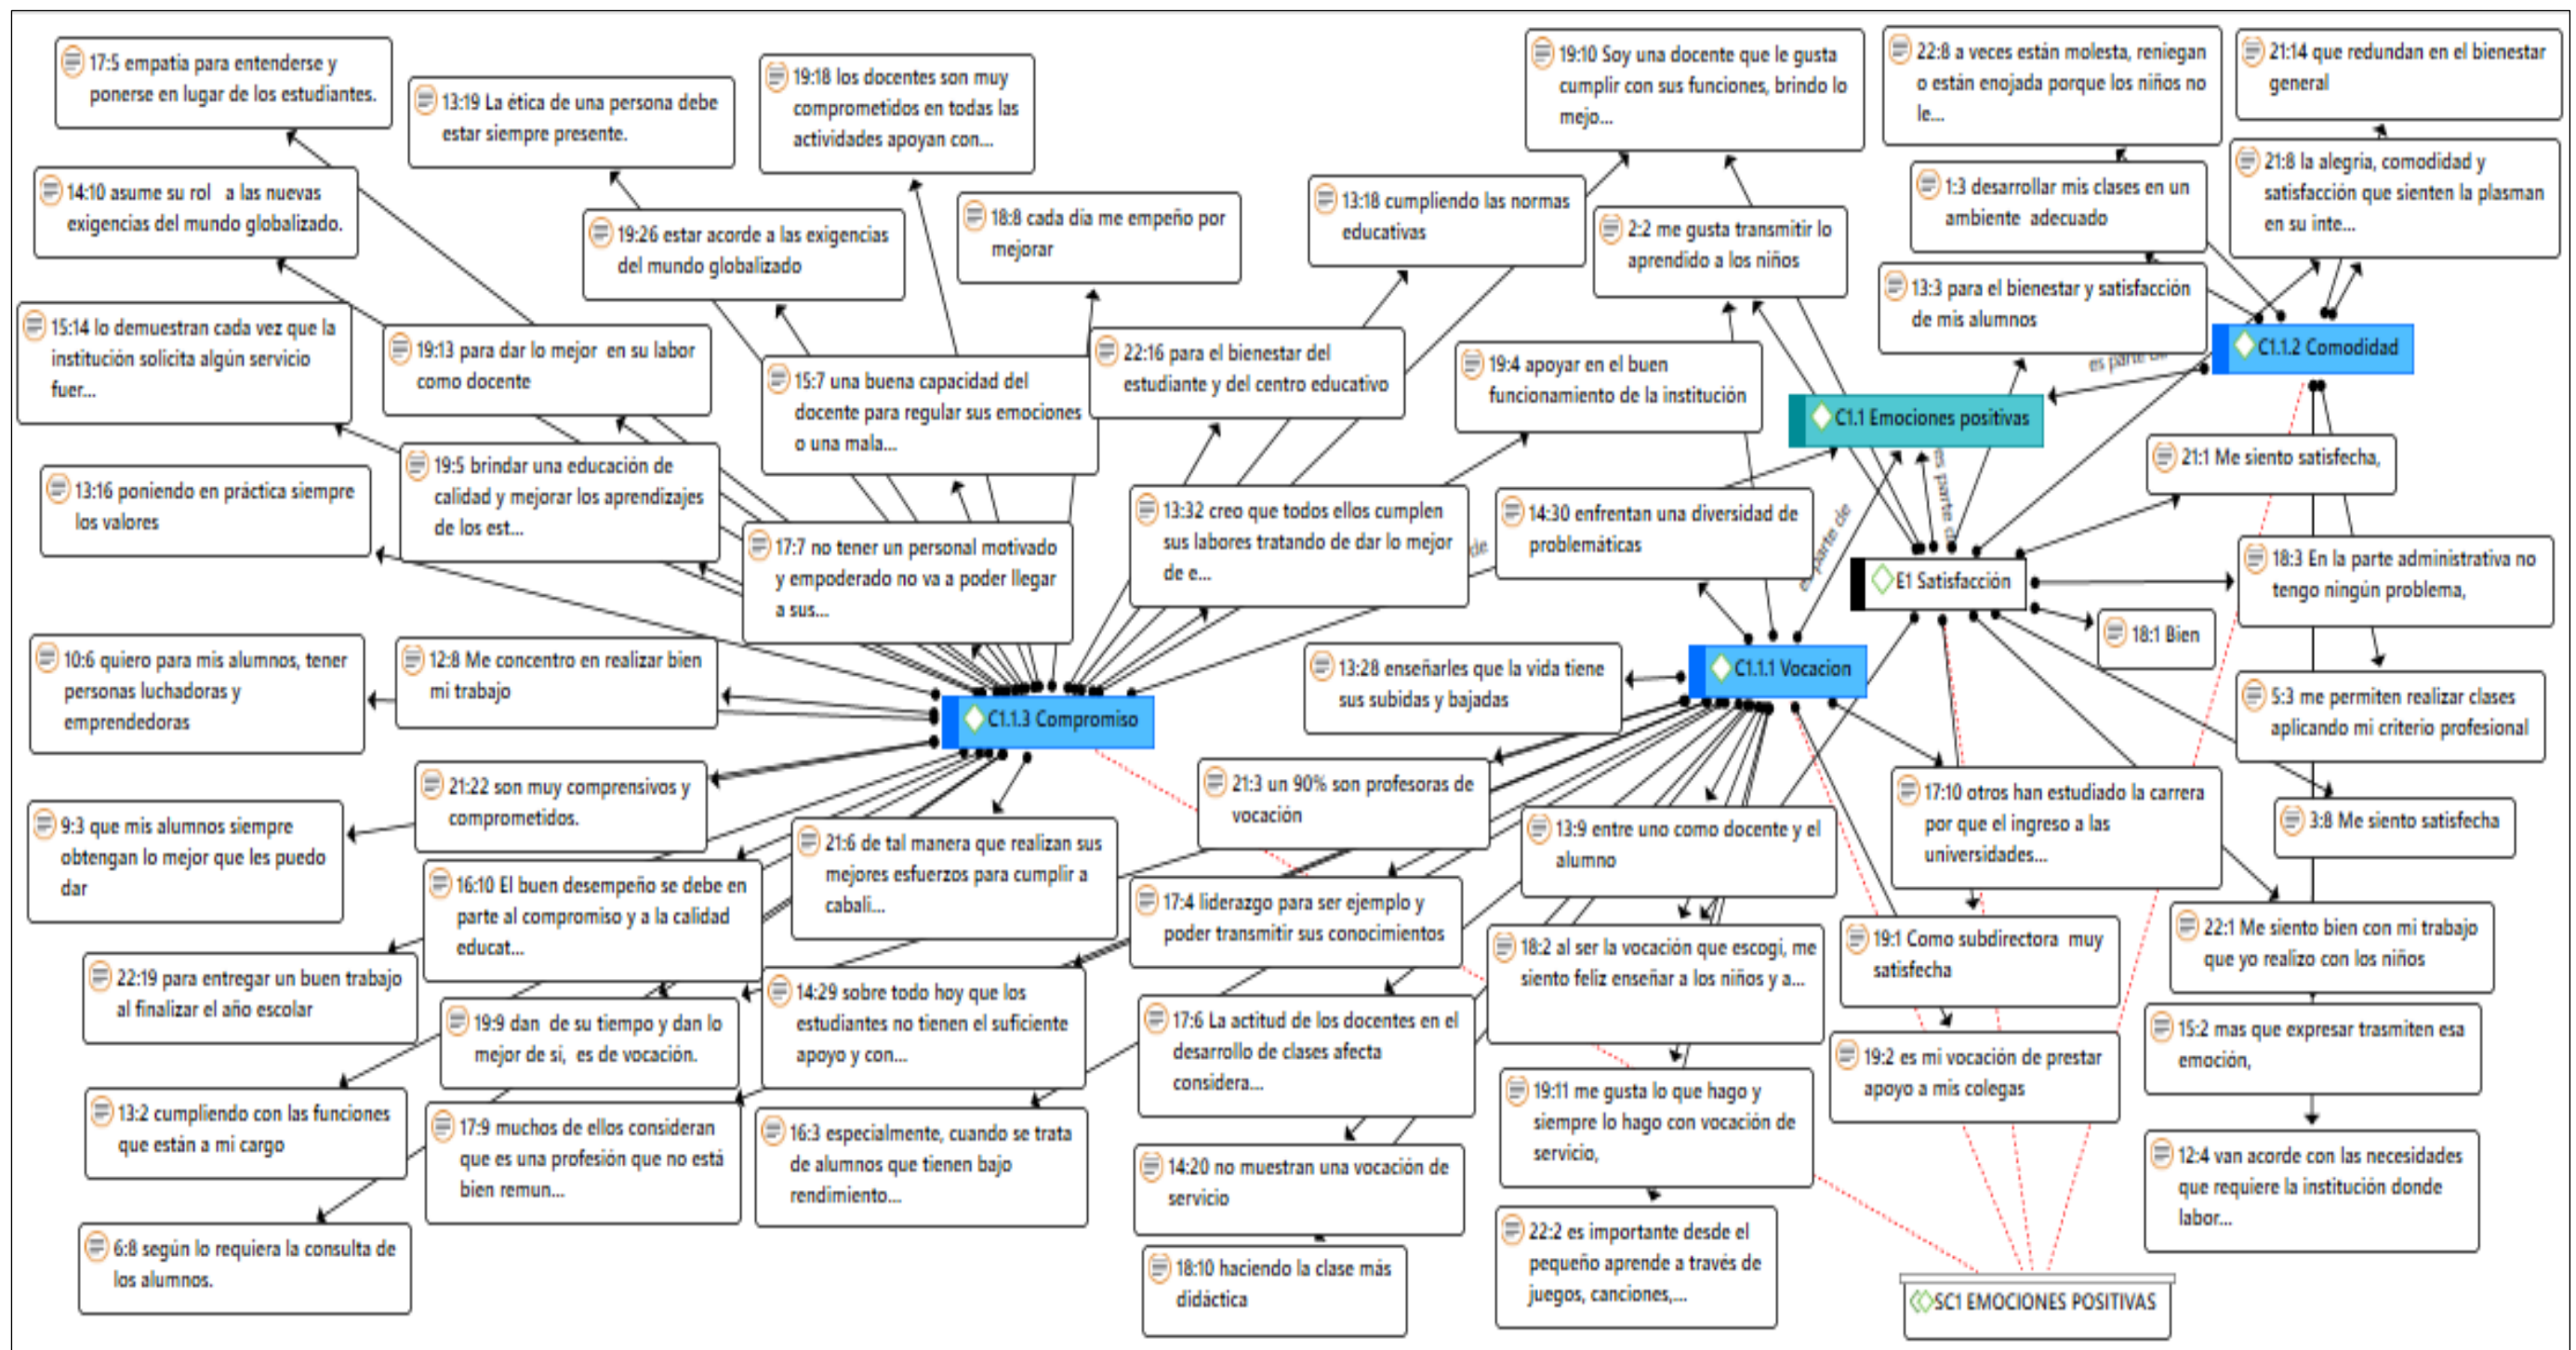 17:5 empatia para entenderse y
ponerse en lugar de los estudiantes.
13:19 La ética de una persona debe
estar siempre presente.
19:18 los docentes son muy
comprometidos en todas las
actividades apoyan con...
19:10 Soy una docente que le gusta
cumplir con sus funciones, brindo lo
mejo...
22:8 a veces están molesta, reniegan
o están enojada porque los niños no
le...
21:14 que redundan en el bienestar
general
14:10 asume su rol a las nuevas
exigencias del mundo globalizado.
19:26 estar acorde a las exigencias
del mundo globalizado
18:8 cada dia me empeño por
mejorar
13:18 cumpliendo las normas
educativas
2:2 me gusta transmitir lo
aprendido a los niños
1:3 desarrollar mis clases en un
ambiente adecuado
21:8 la alegria, comodidad y
satisfacción que sienten la plasman
en su inte...
13:3 para el bienestar y satisfacción
de mis alumnos
15:14 lo demuestran cada vez que la
institución solicita algún servicio
fuer...
19:13 para dar lo mejor en su labor
como docente
15:7 una buena capacidad del
docente para regular sus emociones
o una mala...
22:16 para el bienestar del
estudiante y del centro educativo
19:4 apoyar en el buen
funcionamiento de la institución
C1.1.2 Comodidad
es parte de
C1.1 Emociones positivas
13:16 poniendo en práctica siempre
los valores
19:5 brindar una educación de
calidad y mejorar los aprendizajes
de los est...
17:7 no tener un personal motivado
y empoderado no va a poder llegar
a sus...
13:32 creo que todos ellos cumplen
sus labores tratando de dar lo mejor
de e...
de
14:30 enfrentan una diversidad de
problemáticas
es parte de
es parte de
21:1 Me siento satisfecha,
E1 Satisfacción
18:3 En la parte administrativa no
tengo ningún problema,
18:1 Bien
10:6 quiero para mis alumnos, tener
personas luchadoras y
emprendedoras
12:8 Me concentro en realizar bien
mi trabajo
C1.1.3 Compromiso
13:28 enseñarles que la vida tiene
sus subidas y bajadas
C1.1.1 Vocacion
5:3 me permiten realizar clases
aplicando mi criterio profesional
9:3 que mis alumnos siempre
obtengan lo mejor que les puedo
dar
21:22 son muy comprensivos y
comprometidos.
21:6 de tal manera que realizan sus
mejores esfuerzos para cumplir a
cabali...
21:3 un 90% son profesoras de
vocación
13:9 entre uno como docente y el
alumno
17:10 otros han estudiado la carrera
por que el ingreso a las
universidades...
3:8 Me siento satisfecha
16:10 El buen desempeño se debe en
parte al compromiso y a la calidad
educat...
17:4 liderazgo para ser ejemplo y
poder transmitir sus conocimientos
18:2 al ser la vocación que escogi, me
siento feliz enseñar a los niños y a...
19:1 Como subdirectora muy
satisfecha
22:1 Me siento bien con mi trabajo
que yo realizo con los niños
22:19 para entregar un buen trabajo
al finalizar el año escolar
19:9 dan de su tiempo y dan lo
mejor de si, es de vocación.
14:29 sobre todo hoy que los
estudiantes no tienen el suficiente
apoyo y con...
17:6 La actitud de los docentes en el
desarrollo de clases afecta
considera...
19:2 es mi vocación de prestar
apoyo a mis colegas
15:2 mas que expresar trasmiten esa
emoción,
13:2 cumpliendo con las funciones
que están a mi cargo
17:9 muchos de ellos consideran
que es una profesión que no está
bien remun...
16:3 especialmente, cuando se trata
de alumnos que tienen bajo
rendimiento...
14:20 no muestran una vocación de
servicio
19:11 me gusta lo que hago y
siempre lo hago con vocación de
servicio,
12:4 van acorde con las necesidades
que requiere la institución donde
labor...
6:8 según lo requiera la consulta de
los alumnos.
18:10 haciendo la clase más
didáctica
22:2 es importante desde el
pequeño aprende a través de
juegos, canciones,...
SC1 EMOCIONES POSITIVAS